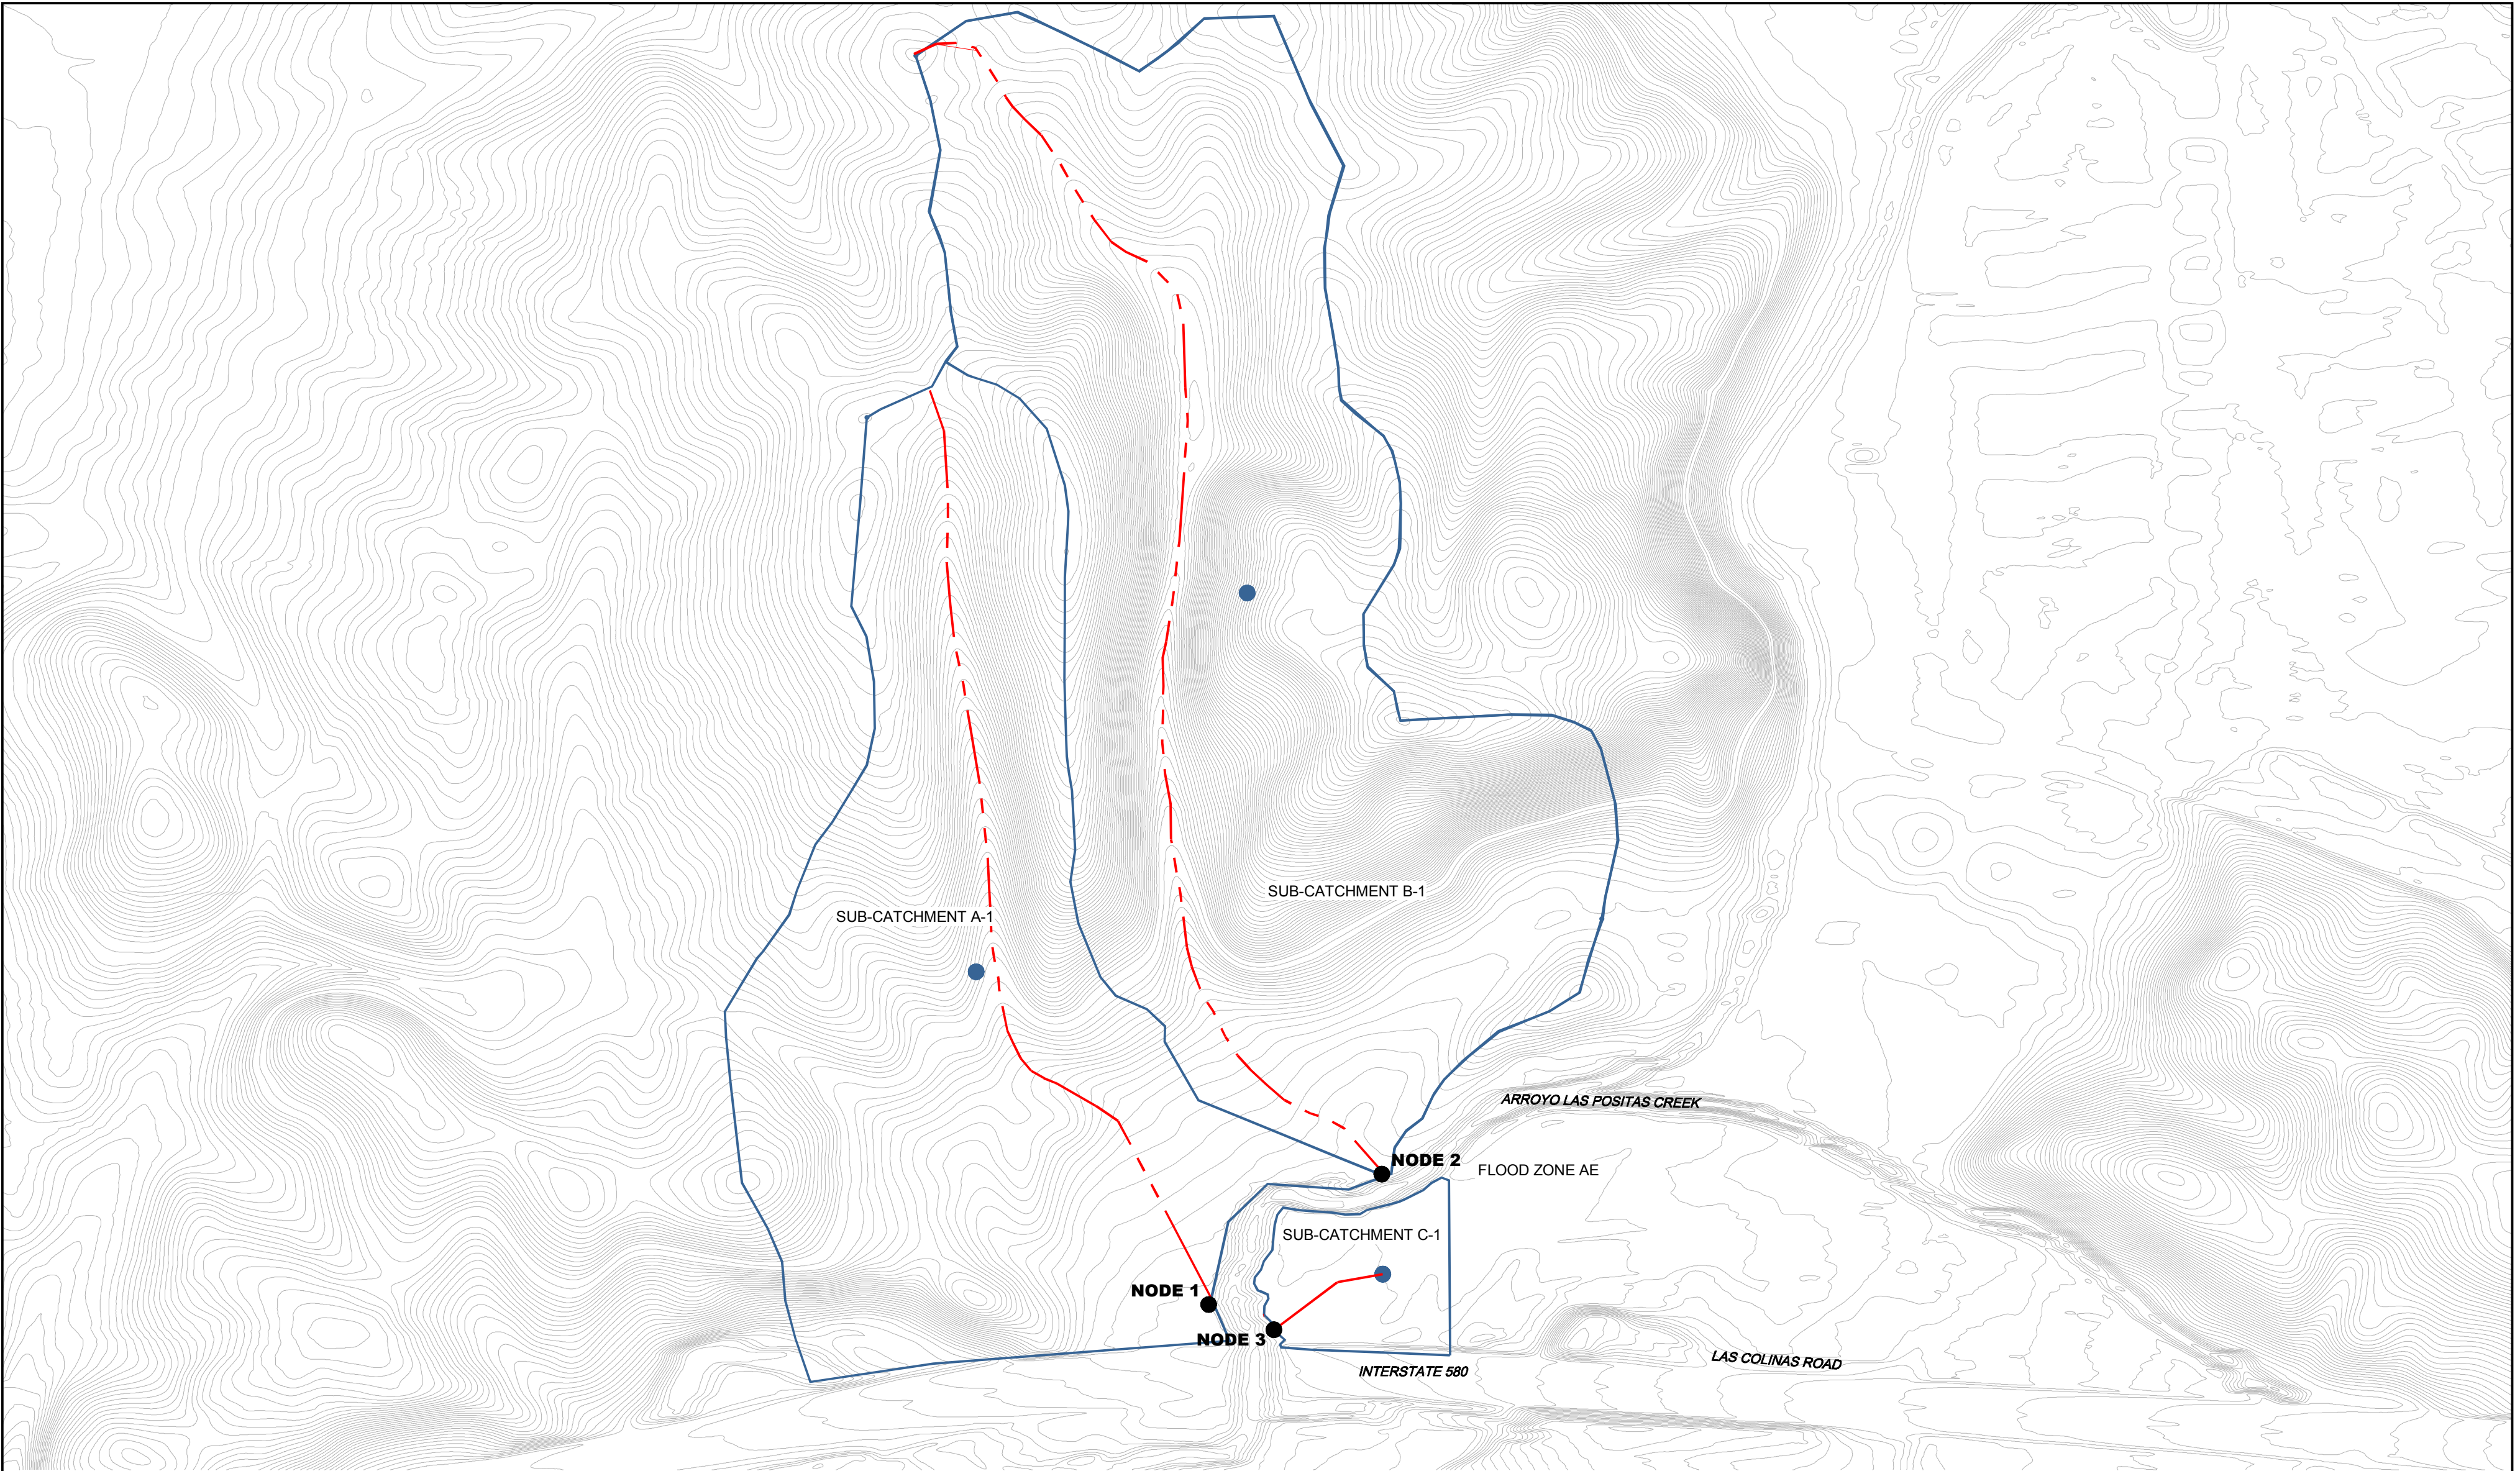 SUB-CATCHMENT B-1
SUB-CATCHMENT A-1
ARROYO LAS POSITAS CREEK
NODE 2
FLOOD ZONE AE
SUB-CATCHMENT C-1
NODE 1
NODE 3
LAS COLINAS ROAD
INTERSTATE 580